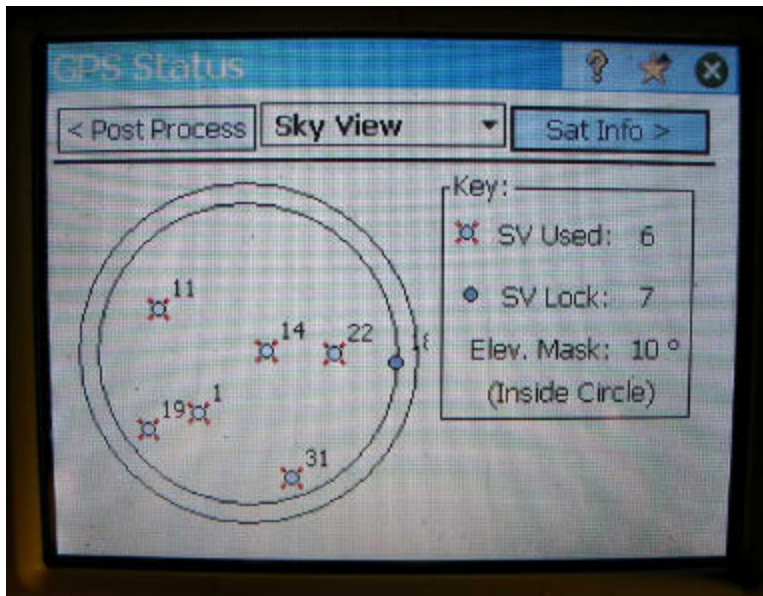 GPS Status
< Post Process
Sky View
Sat Info >
Key:
SV Used: 6
SV Lock: 7
Elev. Mask: 10 °
(Inside Circle)
11
14
22
19
1
31